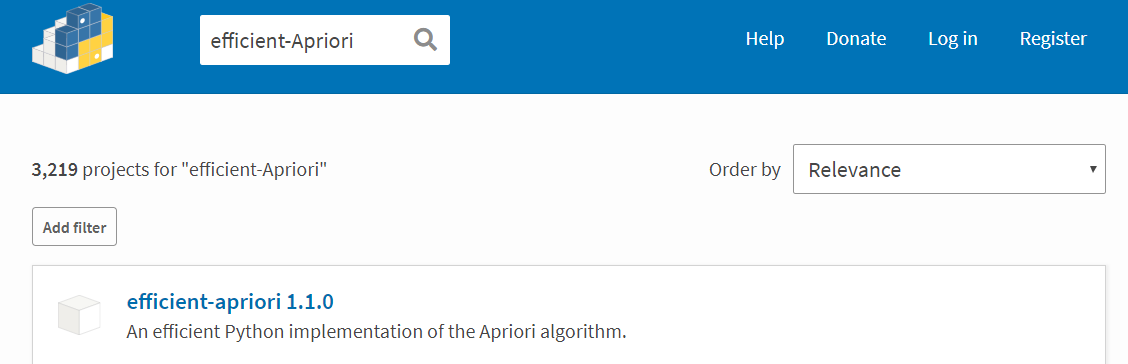 efficient-Apriori
Help Donate Log in Register
3,219 projects for "efficient-Apriori"
Order by Relevance
Add filter
efficient-apriori 1.1.0
An efficient Python implementation of the Apriori algorithm.